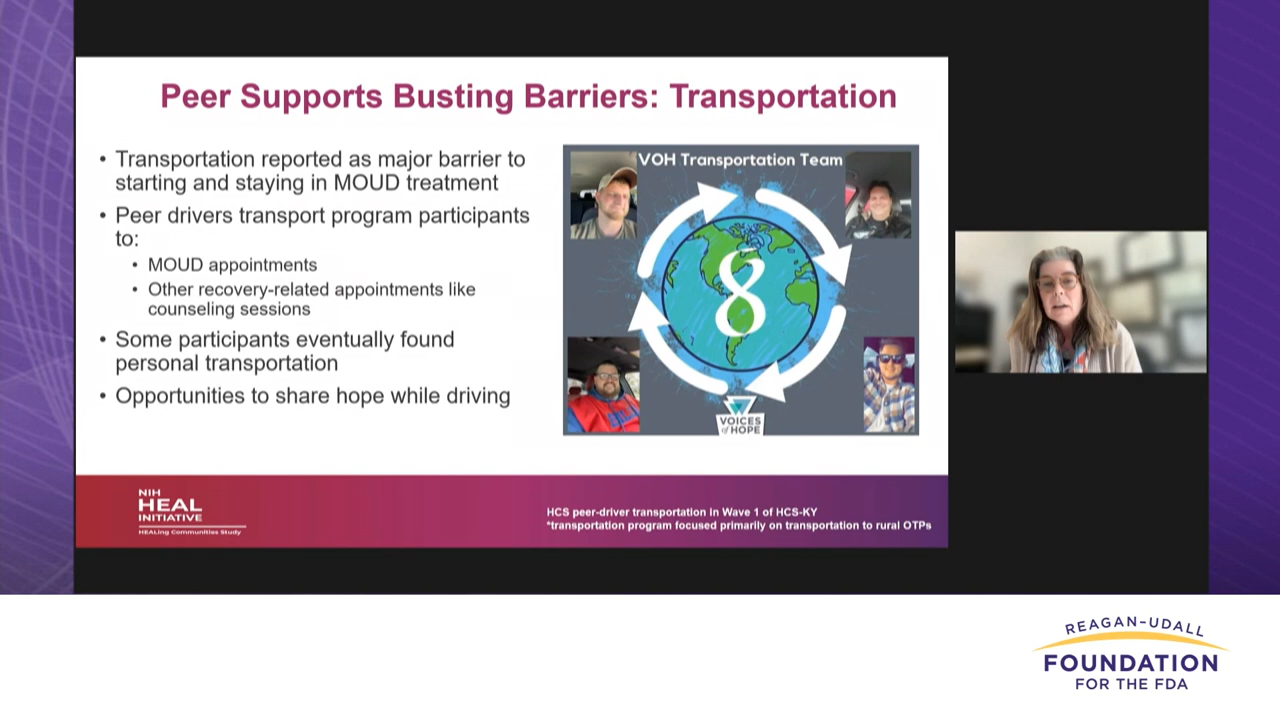 Peer Supports Busting Barriers: Transportation
• Transportation reported as major barrier to
starting and staying in MOUD treatment
• Peer drivers transport program participants
to:
• MOUD appointments
• Other recovery-related appointments like
counseling sessions
• Some participants eventually found
personal transportation
• Opportunities to share hope while driving
VOH Transportation Team
8
VOICES
of HOPE
NIH
HEAL
INITIATIVE
HEALing Communities Study
HCS peer-driver transportation in Wave 1 of HCS-KY
*transportation program focused primarily on transportation to rural OTPs
REAGAN-UDALL
FOUNDATION
FOR THE FDA